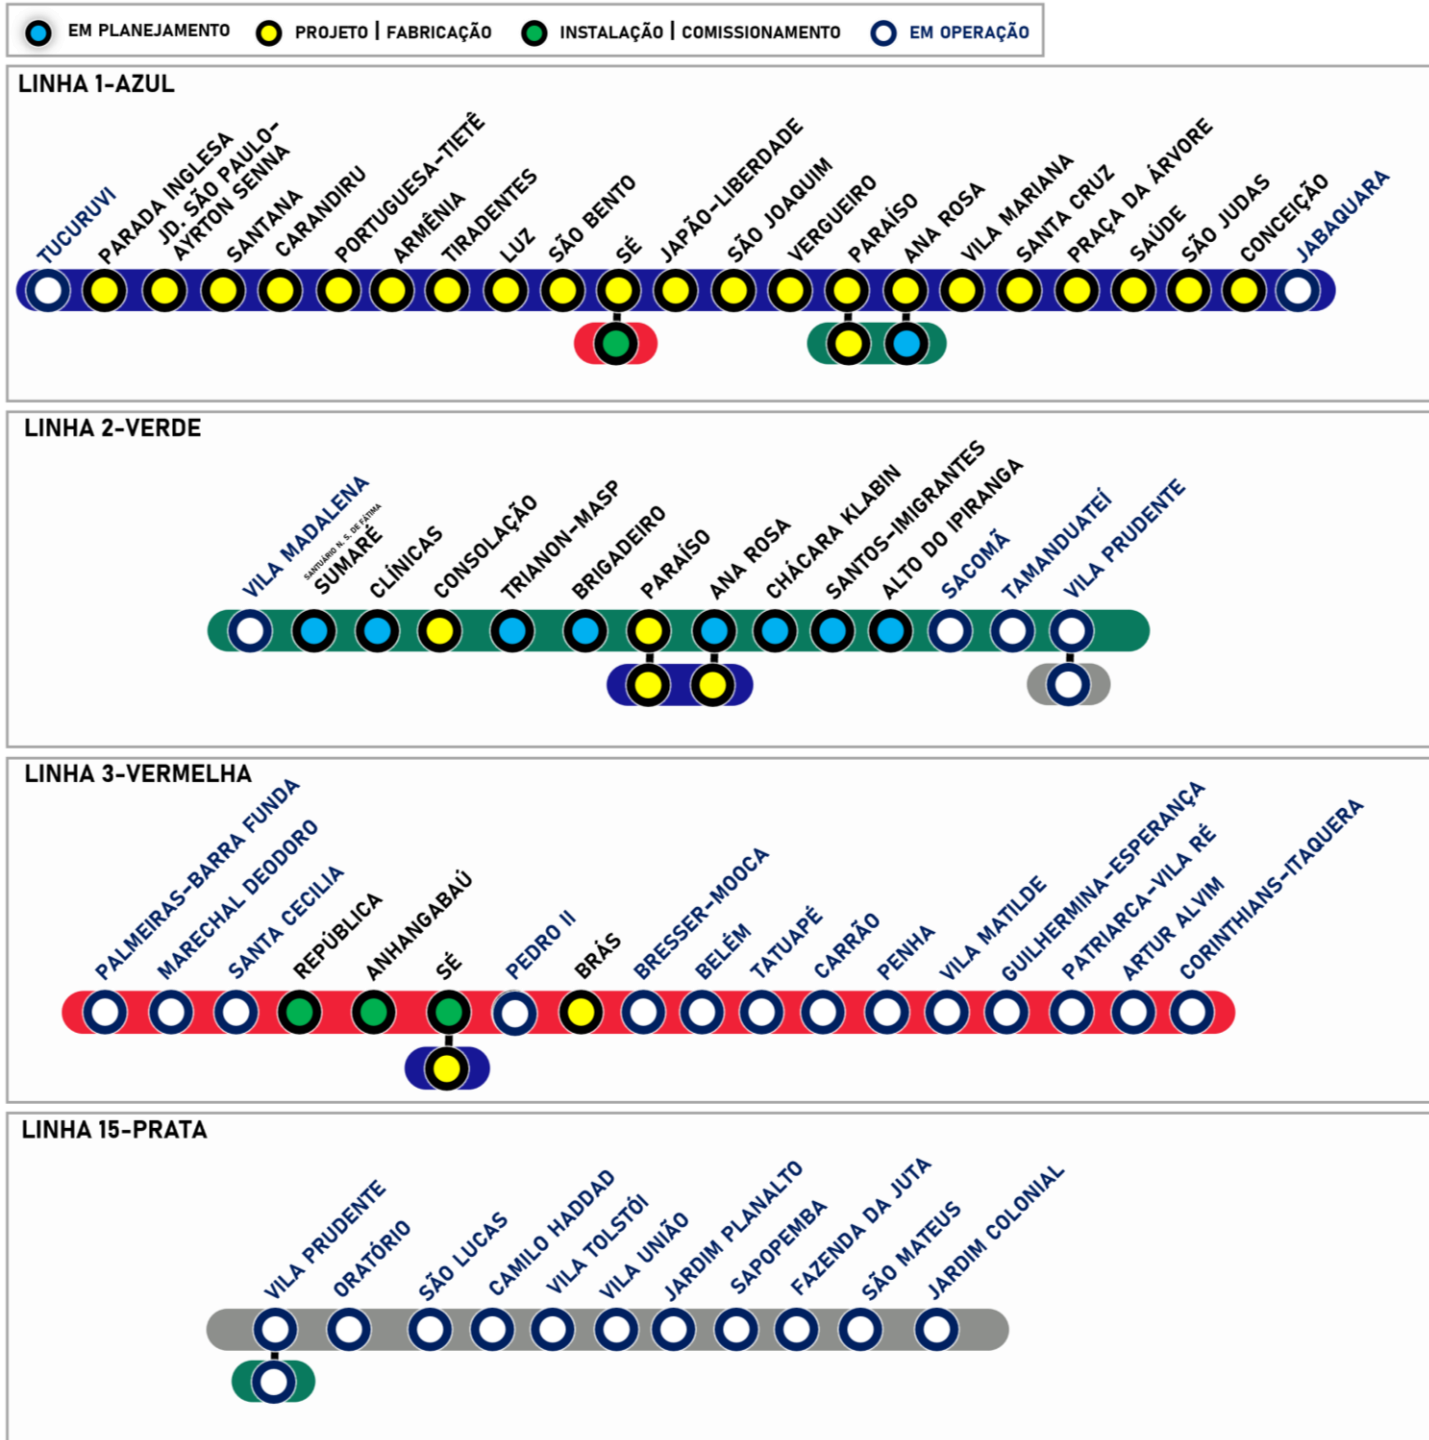 EM PLANEJAMENTO
PROJETO | FABRICAÇÃO
INSTALAÇÃO | COMISSIONAMENTO
EM OPERAÇÃO
LINHA 1-AZUL
TUCURUVI
PARADA INGLESA
JD. SÃO PAULO-
AYRTON SENNA
SANTANA
CARANDIRU
PORTUGUESA-TIETÊ
ARMÊNIA
TIRADENTES
LUZ
SÃO BENTO
SÉ
JAPÃO-LIBERDADE
SÃO JOAQUIM
VERGUEIRO
PARAÍSO
ANA ROSA
VILA MARIANA
SANTA CRUZ
PRAÇA DA ÁRVORE
SAÚDE
SÃO JUDAS
CONCEIÇÃO
JABAQUARA
LINHA 2-VERDE
VILA MADALENA
SANTUÁRIO N. S. DE FÁTIMA
SUMARÉ
CLÍNICAS
CONSOLAÇÃO
TRIANON-MASP
BRIGADEIRO
PARAÍSO
ANA ROSA
CHÁCARA KLABIN
SANTOS-IMIGRANTES
ALTO DO IPIRANGA
SACOMÃ
TAMANDUATEÍ
VILA PRUDENTE
LINHA 3-VERMELHA
PALMEIRAS-BARRA FUNDA
MARECHAL DEODORO
SANTA CECILIA
REPÚBLICA
ANHANGABAÚ
SÉ
PEDRO II
BRÁS
BRESSER-MOOCA
BELÉM
TATUAPÉ
CARRÃO
PENHA
VILA MATILDE
GUILHERMINA-ESPERANÇA
PATRIARCA-VILA RÉ
ARTUR ALVIM
CORINTHIANS-ITAQUERA
LINHA 15-PRATA
VILA PRUDENTE
ORATÓRIO
SÃO LUCAS
CAMILO HADDAD
VILA TOLSTÓI
VILA UNIÃO
JARDIM PLANALTO
SAPOPEMBA
FAZENDA DA JUTA
SÃO MATEUS
JARDIM COLONIAL